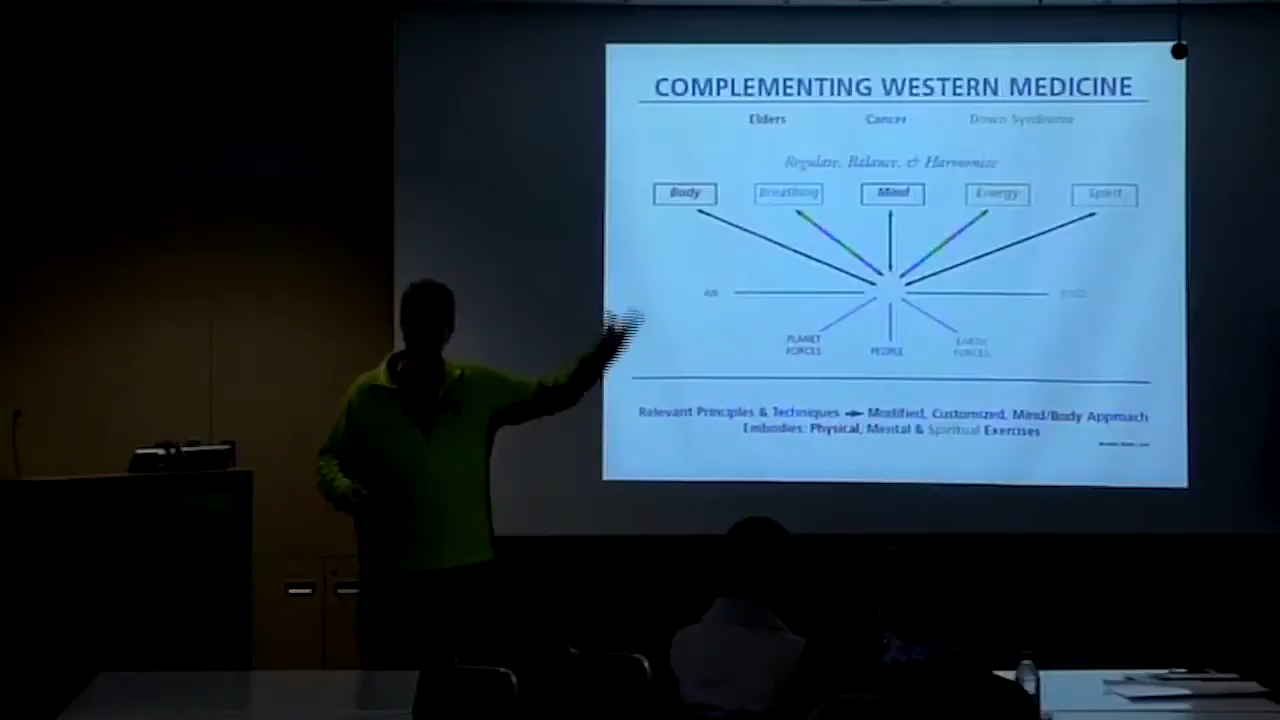 COMPLEMENTING WESTERN MEDICINE
Elders Cancer Down Syndrome
Regulate, Balance, & Harmonize
Body Breathing Mind Energy Spirit
AIR
PLANET FORCES PEOPLE EARTH FORCES
Relevant Principles & Techniques Modified, Customized, Mind/Body Approach
Embodies: Physical, Mental & Spiritual Exercises